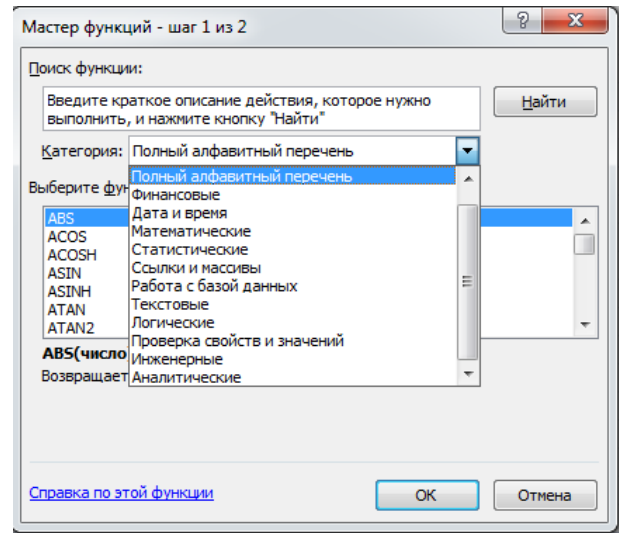 Мастер функций - шаг 1 из 2
Поиск функции:
Введите краткое описание действия, которое нужно
выполнить, и нажмите кнопку "Найти"
Найти
Категория: Полный алфавитный перечень
Полный алфавитный перечень
Финансовые
Дата и время
Математические
Статистические
Ссылки и массивы
Работа с базой данных
Текстовые
Логические
Проверка свойств и значений
Инженерные
Аналитические
Выберите фун
ABS
ACOS
ACOSH
ASIN
ASINH
ATAN
ATAN2
ABS(число
Возвращает
Справка по этой функции
ОК
Отмена